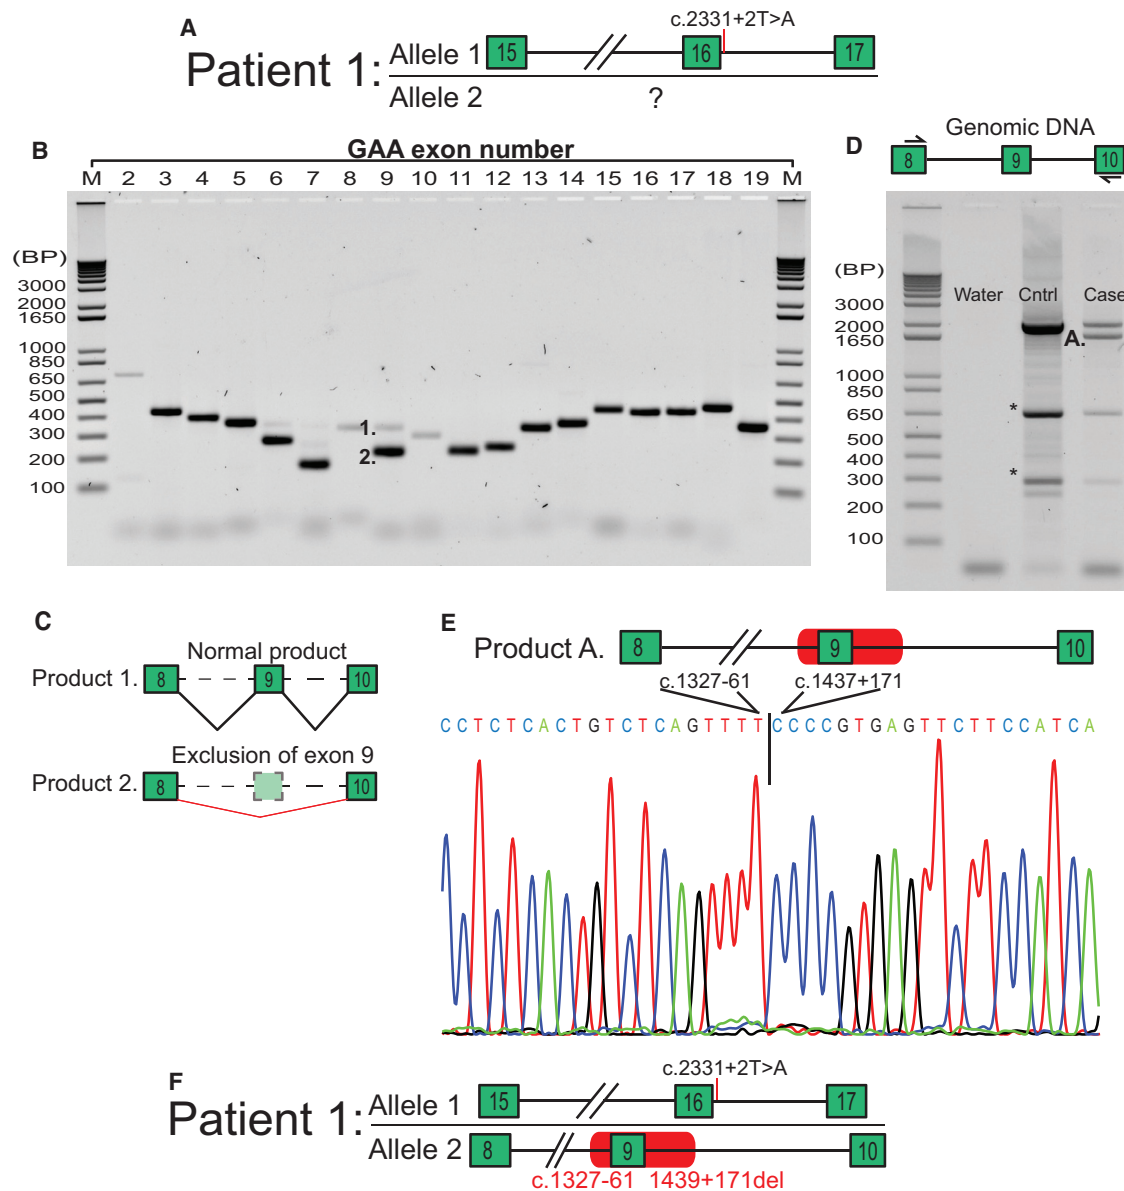 A
c.2331+2T>A
Patient 1:
Allele 1 15 16 17
Allele 2 ?
B
GAA exon number
M 2 3 4 5 6 7 8 9 10 11 12 13 14 15 16 17 18 19 M
(BP)
3000
2000
1650
1000
850
650
500
400
300
200
100
1.
2.
D
Genomic DNA
8 9 10
(BP)
Water Cntrl Case
3000
2000
1650
1000
850
650
500
400
300
200
100
A.
*
*
C
Normal product
Product 1. 8 9 10
Exclusion of exon 9
Product 2. 8 10
E
Product A. 8 9 10
c.1327-61 c.1437+171
CCTCTCACTGTCTCAGTTTTCCCCGTGAGTTCTTCCATCA
F
c.2331+2T>A
Patient 1:
Allele 1 15 16 17
Allele 2 8 9 10
c.1327-61 1439+171del